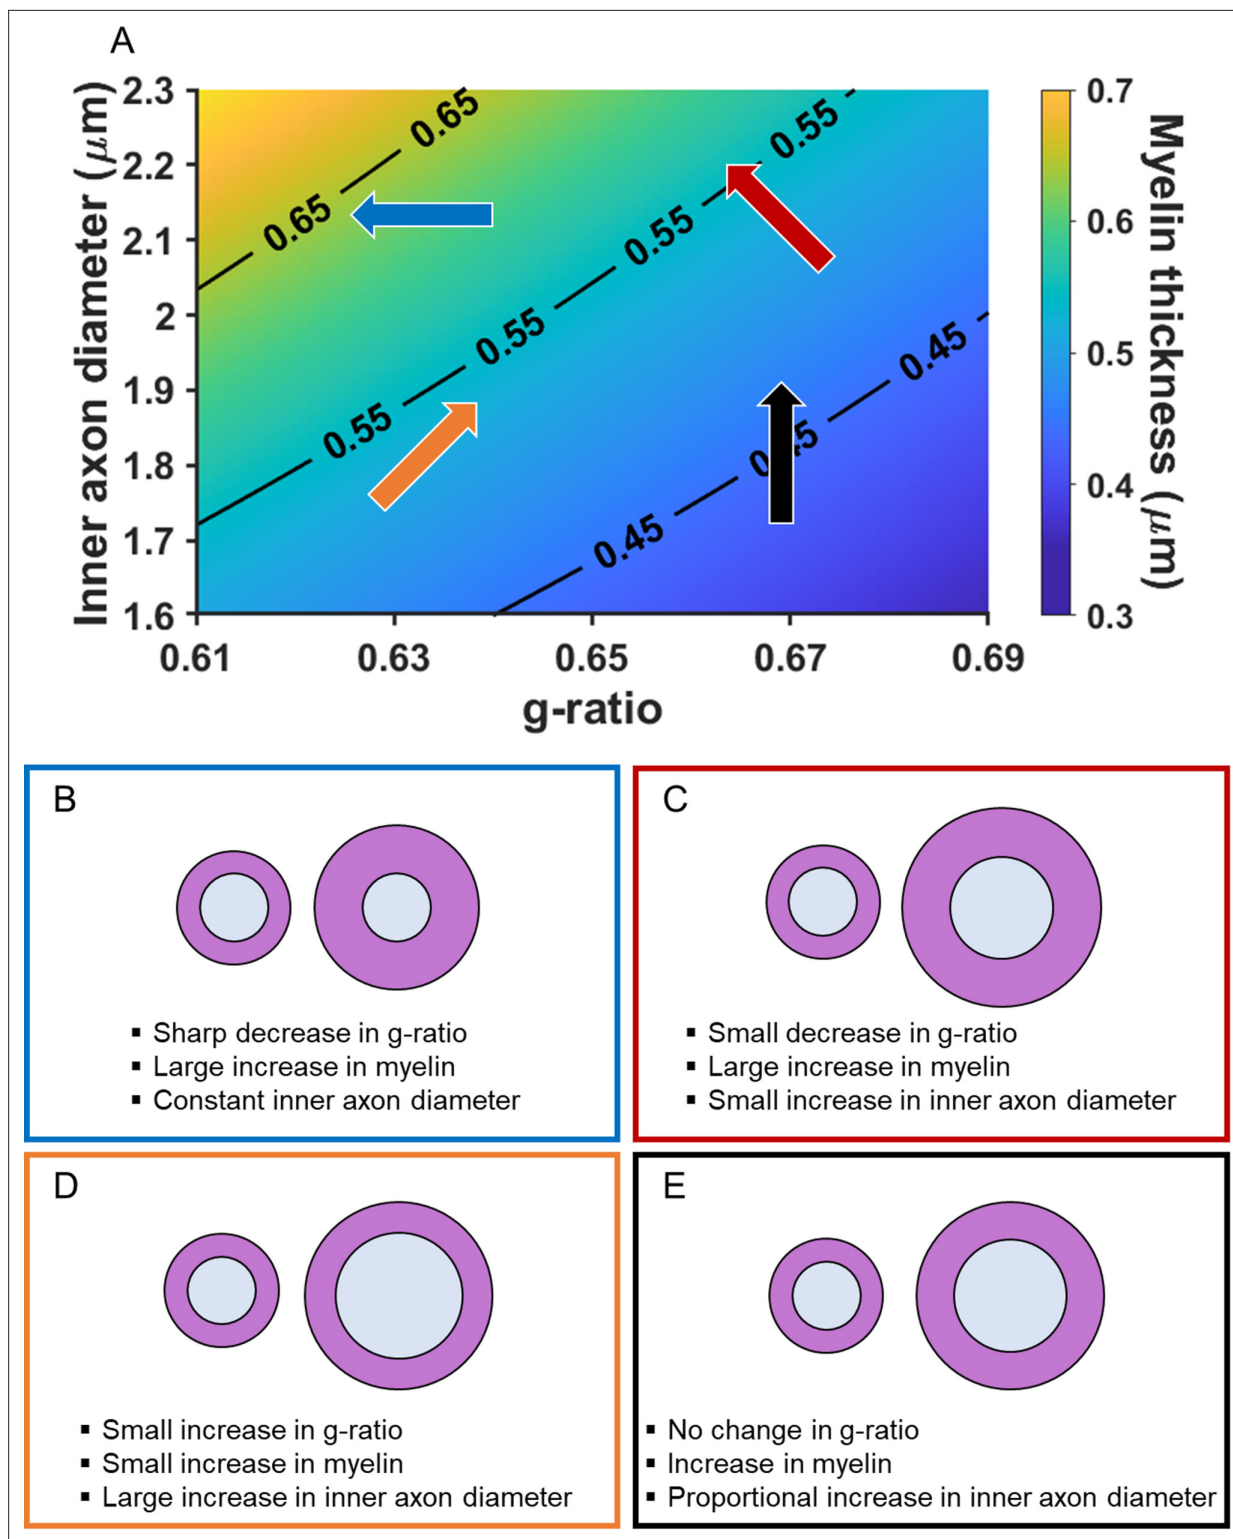 A
2.3
2.2
2.1
2
1.9
1.8
1.7
1.6
Inner axon diameter (μm)
0.65
0.65
0.55
0.55
0.55
0.55
0.45
0.45
0.45
0.61
0.63
0.65
0.67
0.69
g-ratio
0.7
0.6
0.5
0.4
0.3
Myelin thickness (μm)
B
▪ Sharp decrease in g-ratio
▪ Large increase in myelin
▪ Constant inner axon diameter
C
▪ Small decrease in g-ratio
▪ Large increase in myelin
▪ Small increase in inner axon diameter
D
▪ Small increase in g-ratio
▪ Small increase in myelin
▪ Large increase in inner axon diameter
E
▪ No change in g-ratio
▪ Increase in myelin
▪ Proportional increase in inner axon diameter